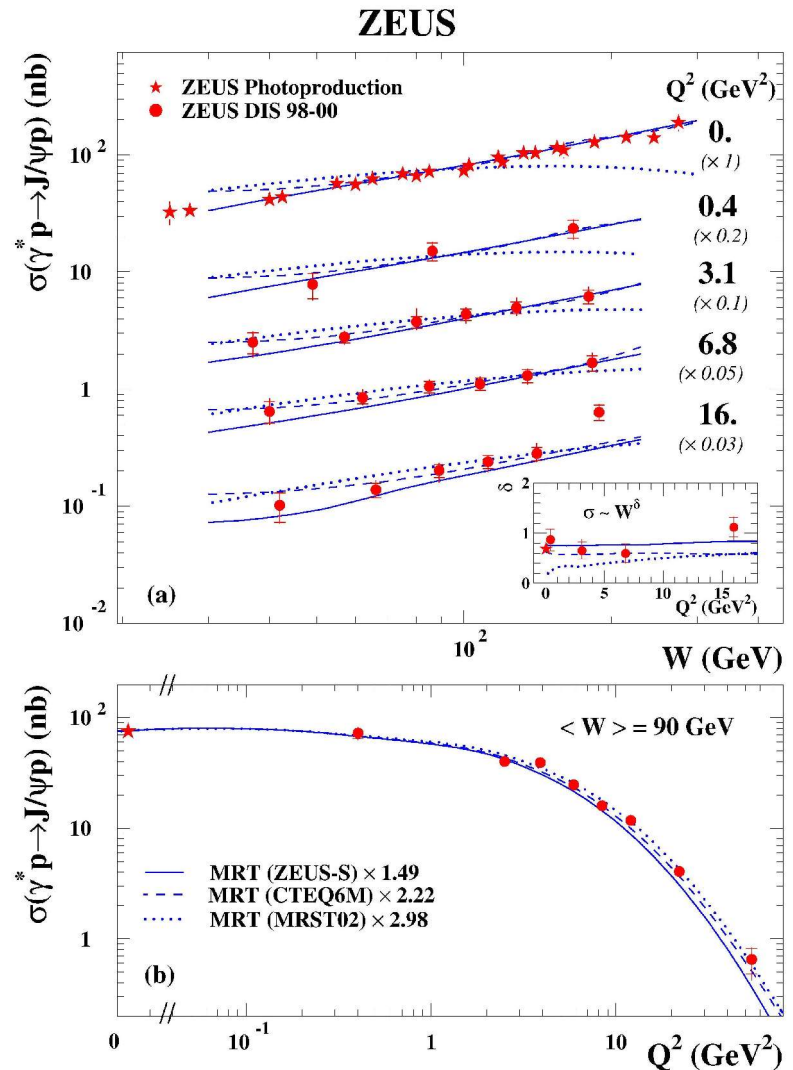 ZEUS
σ(γ* p→J/ψp) (nb)
★ ZEUS Photoproduction
● ZEUS DIS 98-00
Q² (GeV²)
0.
(× 1)
0.4
(× 0.2)
3.1
(× 0.1)
6.8
(× 0.05)
16.
(× 0.03)
10²
10
1
10⁻¹
10⁻²
(a)
δ
2
1
0
σ ~ W^δ
0 5 10 15
Q² (GeV²)
10²
W (GeV)
σ(γ* p→J/ψp) (nb)
< W > = 90 GeV
10²
10
1
MRT (ZEUS-S) × 1.49
MRT (CTEQ6M) × 2.22
MRT (MRST02) × 2.98
(b)
0 10⁻¹ 1 10 10²
Q² (GeV²)